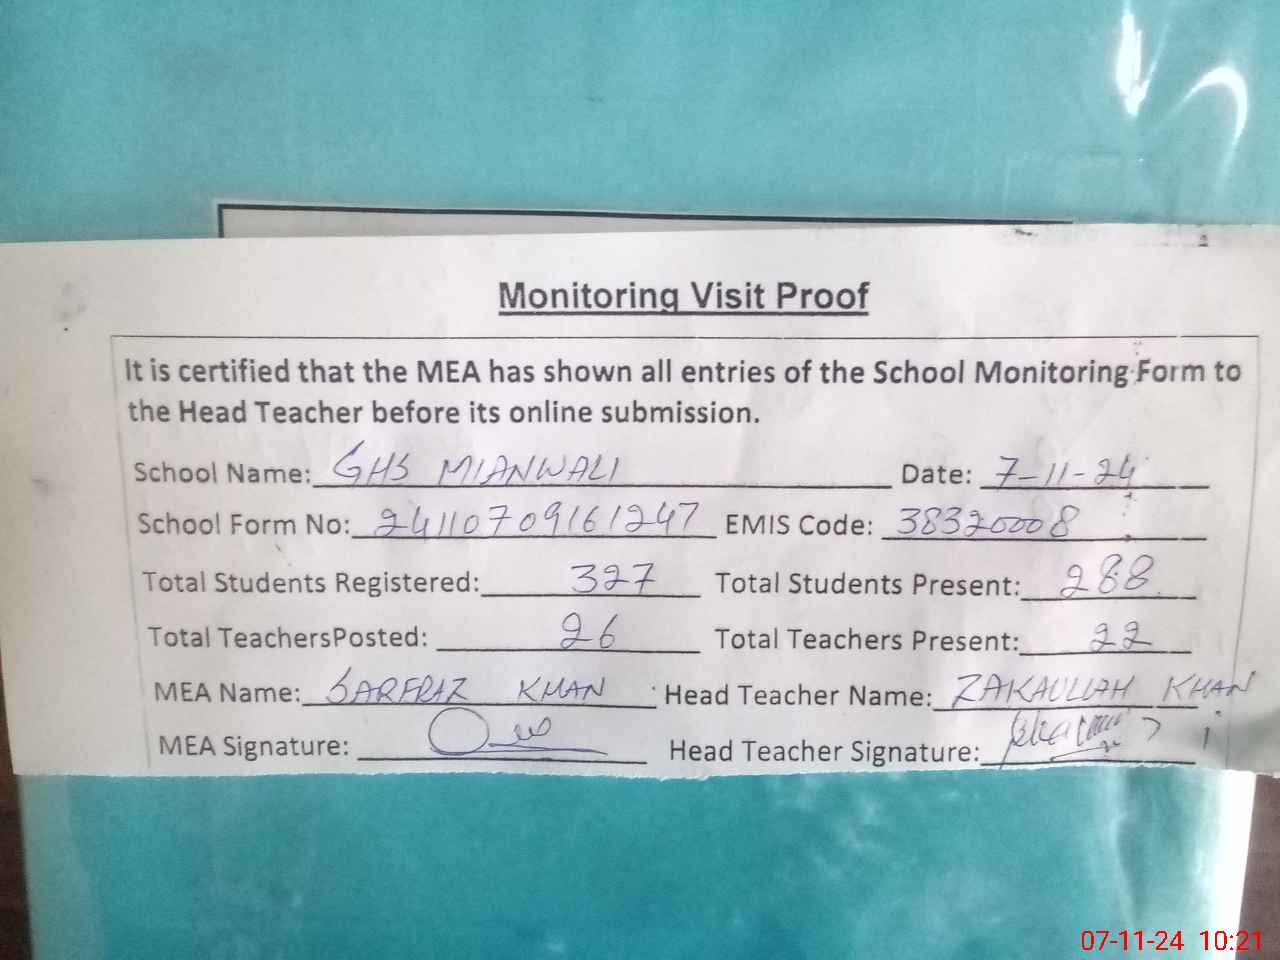 Monitoring Visit Proof
It is certified that the MEA has shown all entries of the School Monitoring Form to
the Head Teacher before its online submission.
School Name: GHS MIANWALI Date: 7-11-24
School Form No: 24110709161247 EMIS Code: 38320008
Total Students Registered: 327 Total Students Present: 288
Total TeachersPosted: 26 Total Teachers Present: 22
MEA Name: SARFRAZ KHAN Head Teacher Name: ZAKAULLAH KHAN
MEA Signature: Head Teacher Signature:
07-11-24 10:21